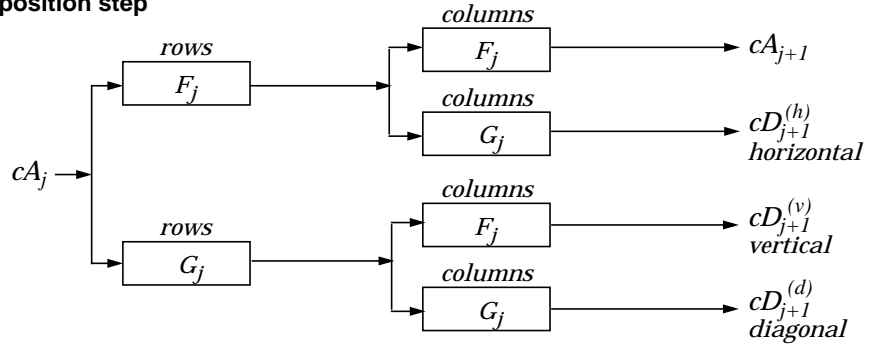 position step
columns
F_j
cA_{j+1}
rows
F_j
columns
G_j
cD_{j+1}^{(h)}
horizontal
cA_j
rows
G_j
columns
F_j
cD_{j+1}^{(v)}
vertical
columns
G_j
cD_{j+1}^{(d)}
diagonal